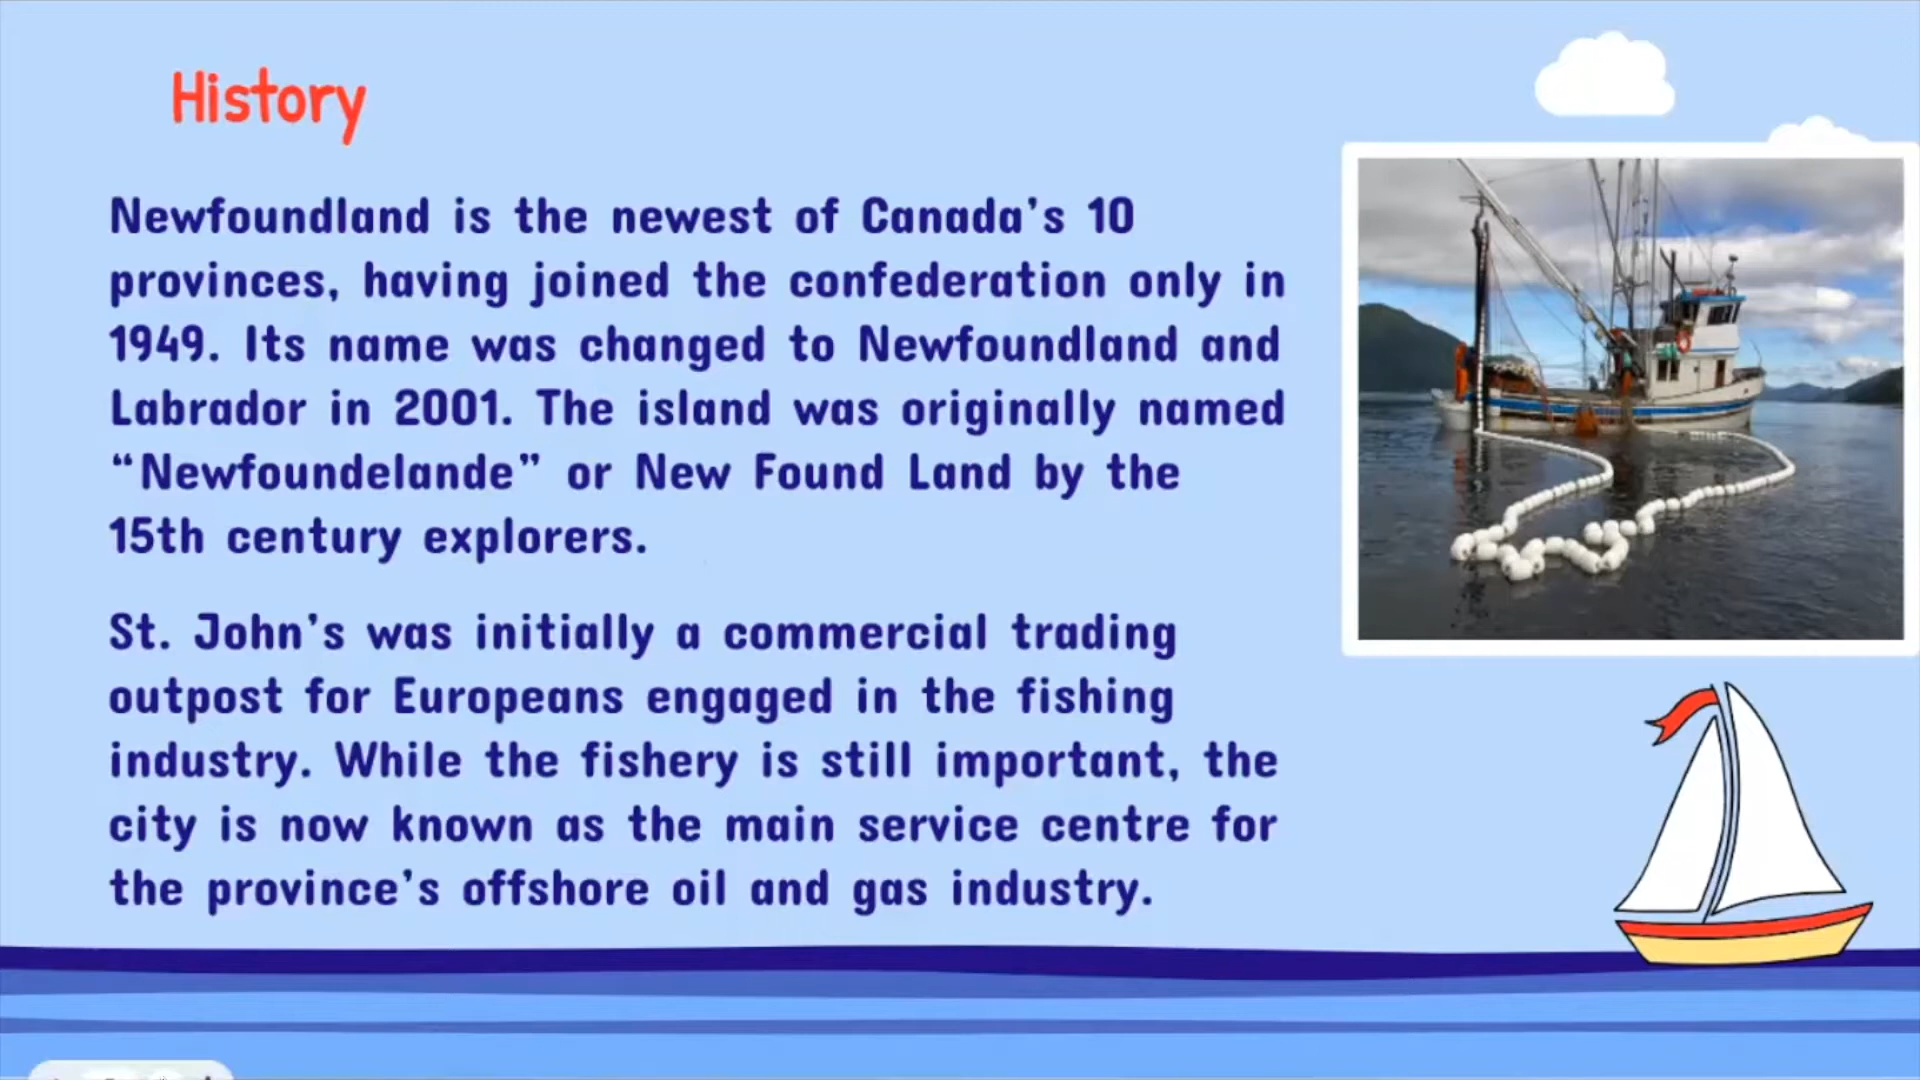 History
Newfoundland is the newest of Canada’s 10
provinces, having joined the confederation only in
1949. Its name was changed to Newfoundland and
Labrador in 2001. The island was originally named
“Newfoundelande” or New Found Land by the
15th century explorers.
St. John’s was initially a commercial trading
outpost for Europeans engaged in the fishing
industry. While the fishery is still important, the
city is now known as the main service centre for
the province’s offshore oil and gas industry.